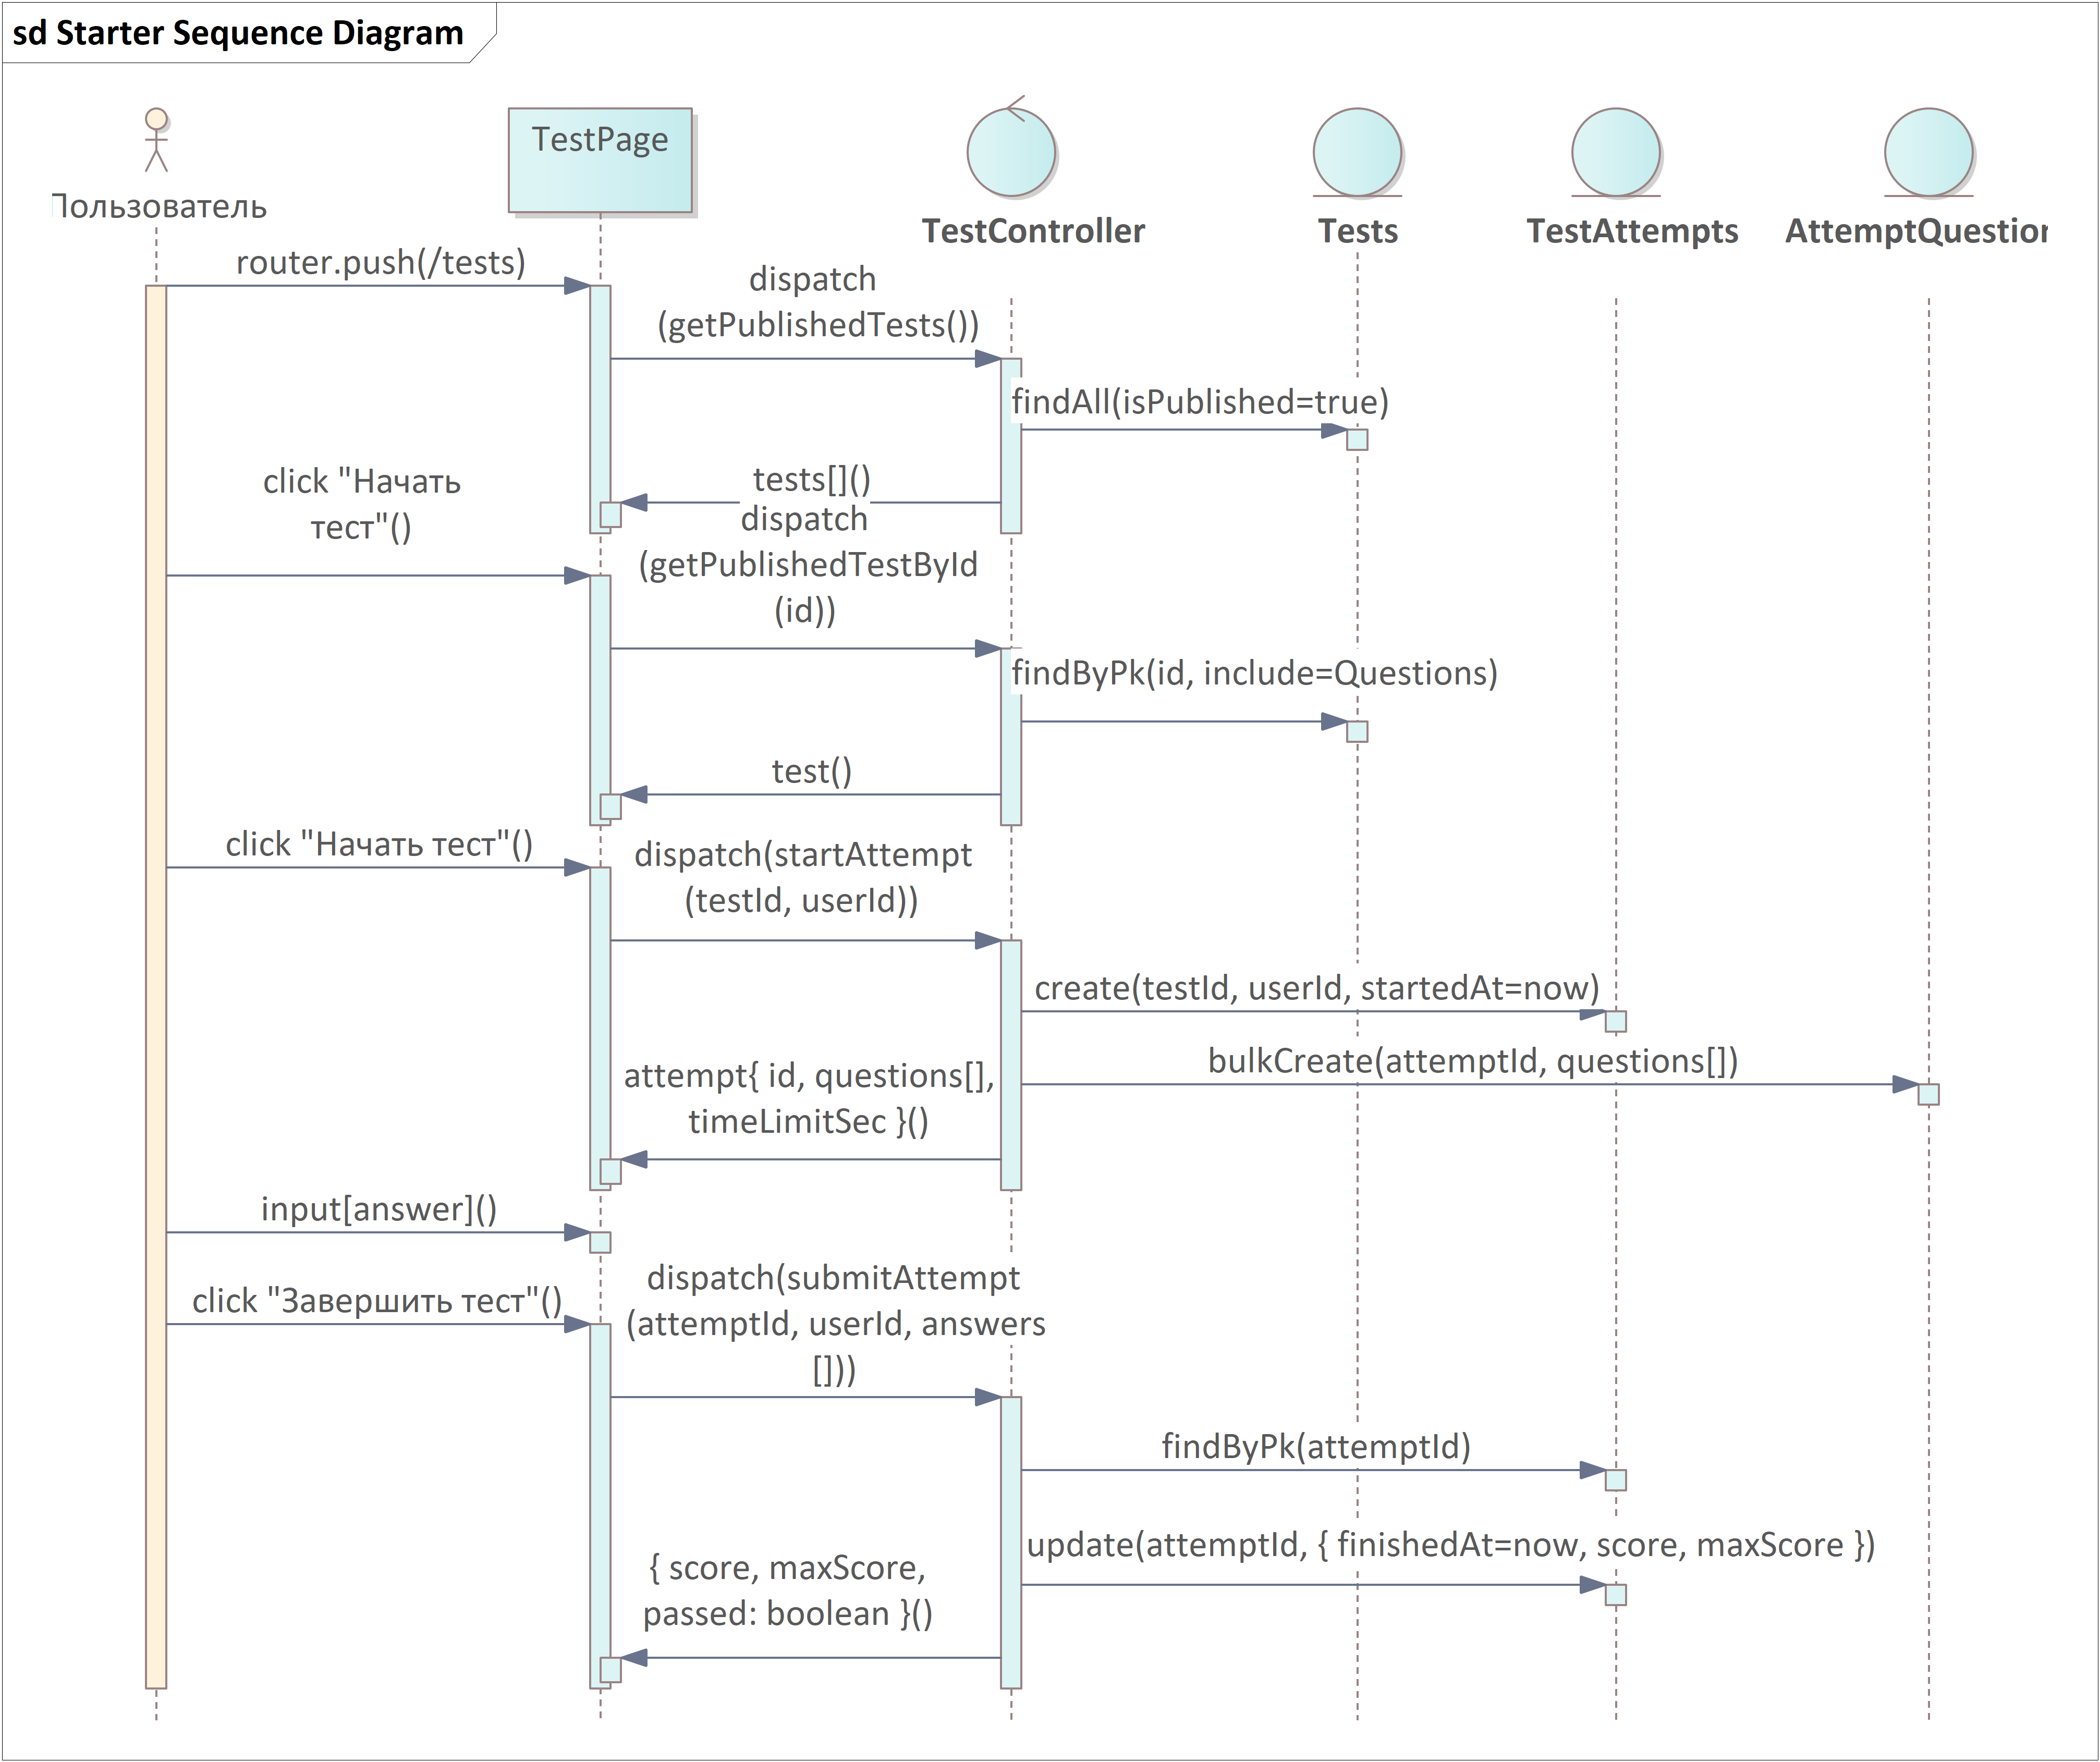 sd Starter Sequence Diagram
Пользователь
TestPage
TestController
Tests
TestAttempts
AttemptQuestion
router.push(/tests)
dispatch
(getPublishedTests())
findAll(isPublished=true)
tests[]()
click "Начать
тест"()
dispatch
(getPublishedTestById
(id))
findByPk(id, include=Questions)
test()
click "Начать тест"()
dispatch(startAttempt
(testId, userId))
create(testId, userId, startedAt=now)
bulkCreate(attemptId, questions[])
attempt{ id, questions[],
timeLimitSec }()
input[answer]()
click "Завершить тест"()
dispatch(submitAttempt
(attemptId, userId, answers
[]))
findByPk(attemptId)
update(attemptId, { finishedAt=now, score, maxScore })
{ score, maxScore,
passed: boolean }()